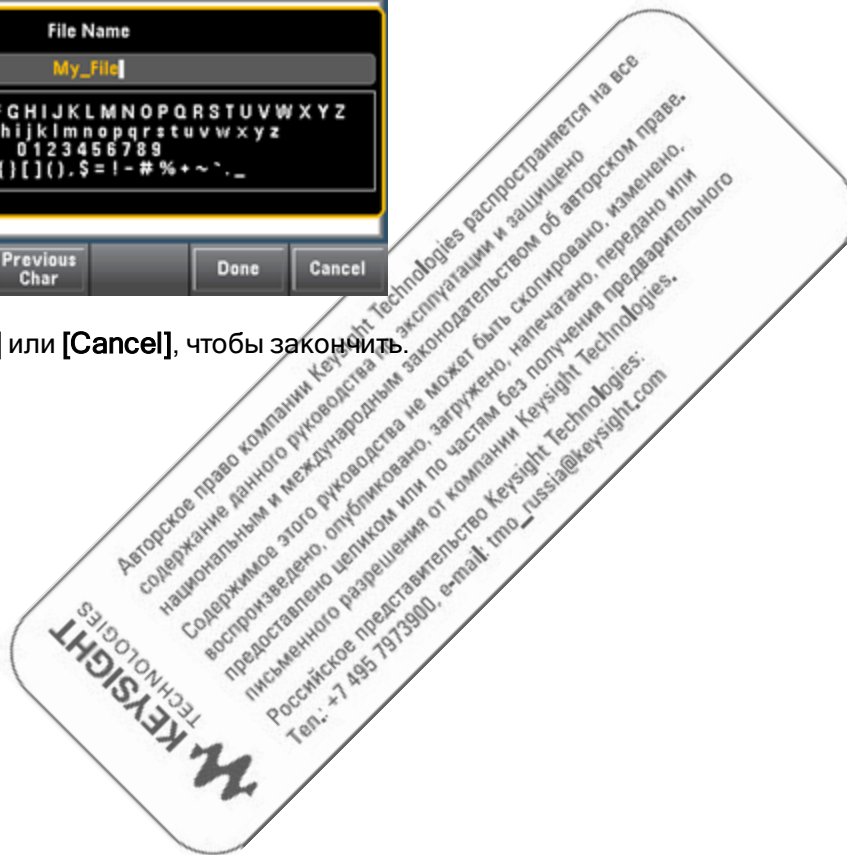 File Name
My_File
GHIJKLMNOPQRSTUVWXYZ
hijklmnopqrstuvwxyz
0123456789
{}[](),$=!-#%+~`._
Previous
Char
Done
Cancel
или [Cancel], чтобы закончить.
KEYSIGHT
TECHNOLOGIES
Авторское право компании Keysight Technologies распространяется на все
содержание данного руководства по эксплуатации и защищено
национальным и международным законодательством об авторском праве.
Содержимое этого руководства не может быть скопировано, изменено,
воспроизведено, опубликовано, загружено, напечатано, передано или
предоставлено целиком или по частям без получения предварительного
письменного разрешения от компании Keysight Technologies.
Российское представительство Keysight Technologies:
Тел.: +7 495 7973900, e-mail: tmo_russia@keysight.com